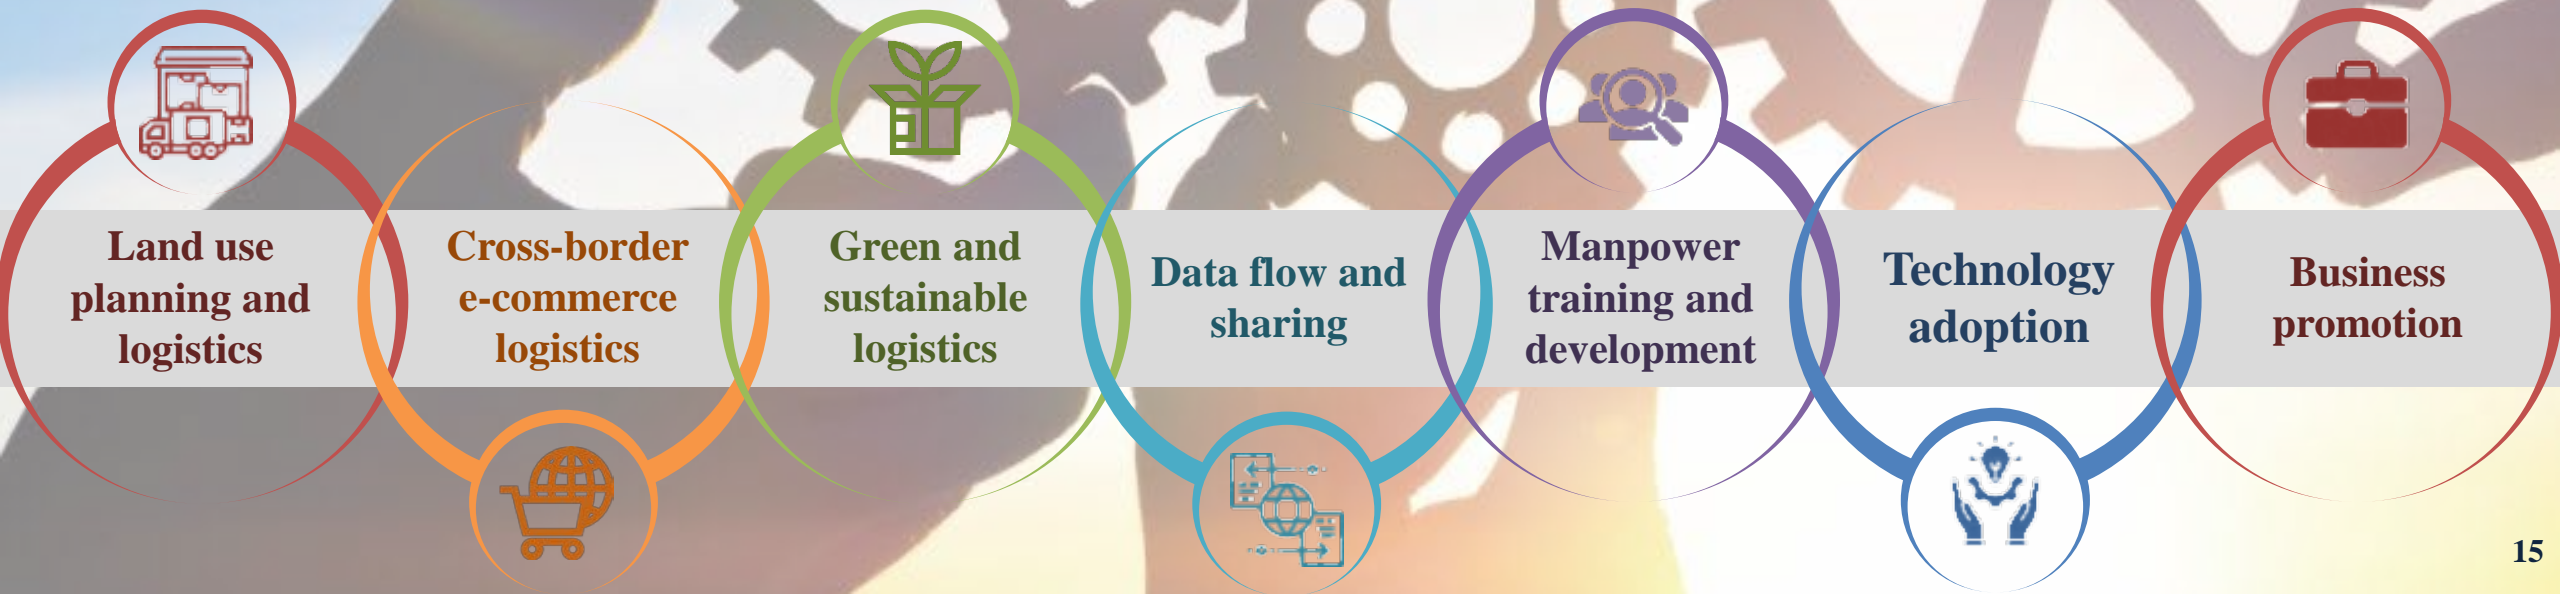 Land use
planning and
logistics
Cross-border
e-commerce
logistics
Green and
sustainable
logistics
Data flow and
sharing
Manpower
training and
development
Technology
adoption
Business
promotion
15